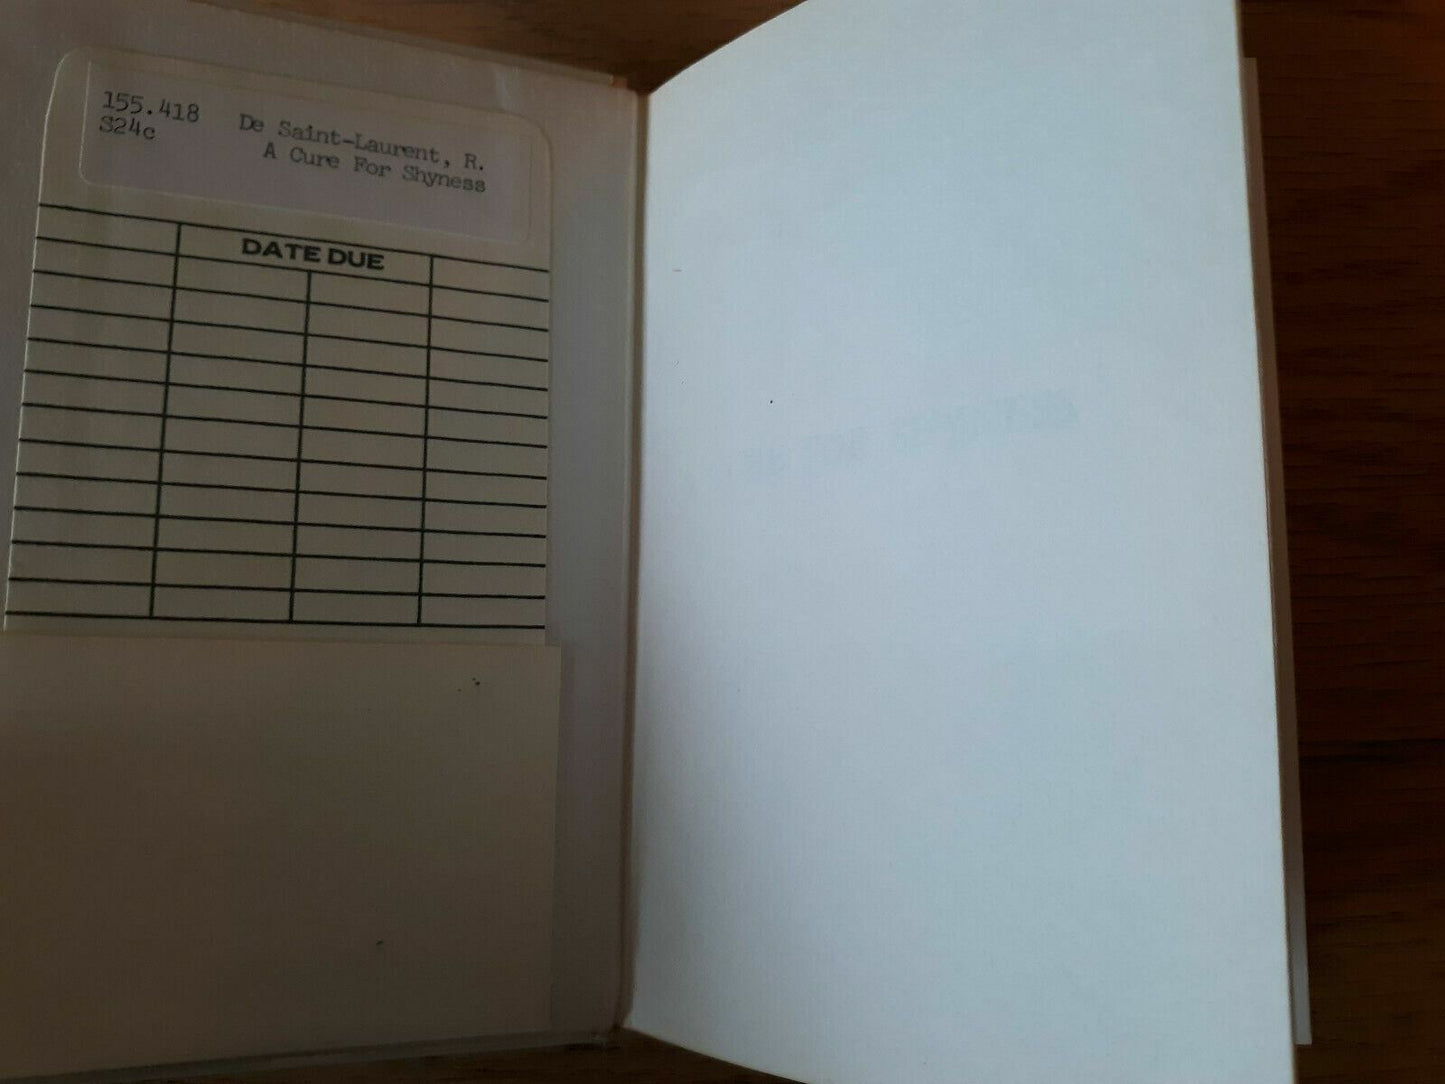 155.418 De Saint-Laurent, R.
S24c A Cure For Shyness
DATE DUE